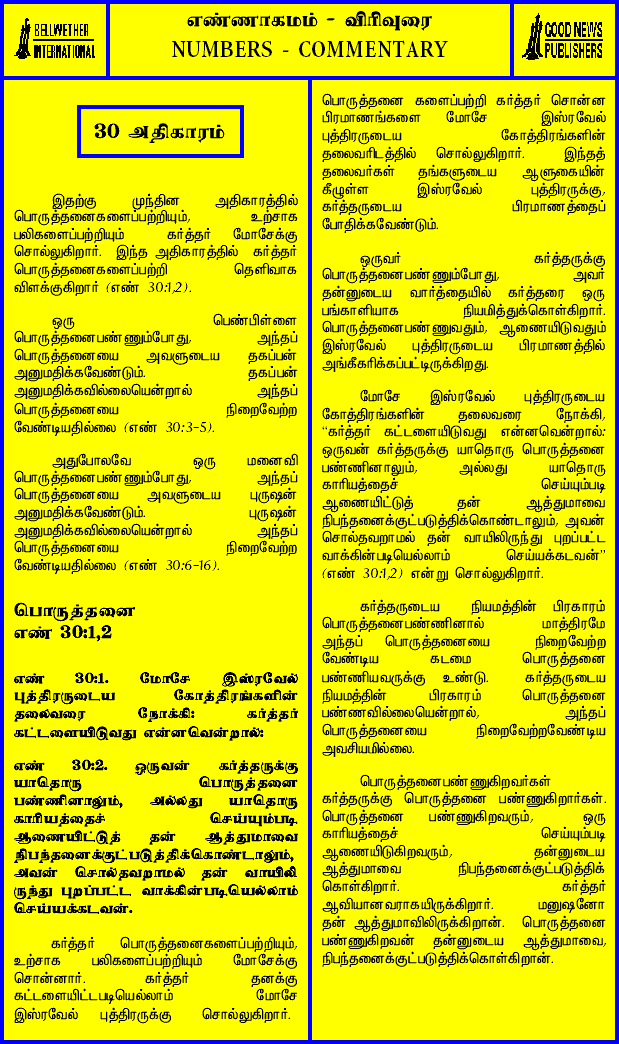 BELLWETHER
INTERNATIONAL
எண்ணாகமம் - விரிவுரை
NUMBERS - COMMENTARY
GOOD NEWS
PUBLISHERS
30 அதிகாரம்
இதற்கு முந்தின அதிகாரத்தில்
பொருத்தனைகளைப்பற்றியும், உற்சாக
பலிகளைப்பற்றியும் கர்த்தர் மோசேக்கு
சொல்லுகிறார். இந்த அதிகாரத்தில் கர்த்தர்
பொருத்தனைகளைப்பற்றி தெளிவாக
விளக்குகிறார் (எண் 30:1,2).
ஒரு பெண்பிள்ளை
பொருத்தனைபண்ணும்போது, அந்தப்
பொருத்தனையை அவளுடைய தகப்பன்
அனுமதிக்கவேண்டும். தகப்பன்
அனுமதிக்கவில்லையென்றால் அந்தப்
பொருத்தனையை நிறைவேற்ற
வேண்டியதில்லை (எண் 30:3-5).
அதுபோலவே ஒரு மனைவி
பொருத்தனைபண்ணும்போது, அந்தப்
பொருத்தனையை அவளுடைய புருஷன்
அனுமதிக்கவேண்டும். புருஷன்
அனுமதிக்கவில்லையென்றால் அந்தப்
பொருத்தனையை நிறைவேற்ற
வேண்டியதில்லை (எண் 30:6-16).
பொருத்தனை
எண் 30:1,2
எண் 30:1. மோசே இஸ்ரவேல்
புத்திரருடைய கோத்திரங்களின்
தலைவரை நோக்கி: கர்த்தர்
கட்டளையிடுவது என்னவென்றால்:
எண் 30:2. ஒருவன் கர்த்தருக்கு
யாதொரு பொருத்தனை
பண்ணினாலும், அல்லது யாதொரு
காரியத்தைச் செய்யும்படி
ஆணையிட்டுத் தன் ஆத்துமாவை
நிபந்தனைக்குட்படுத்திக்கொண்டாலும்,
அவன் சொல்தவறாமல் தன் வாயிலி
ருந்து புறப்பட்ட வாக்கின்படியெல்லாம்
செய்யக்கடவன்.
கர்த்தர் பொருத்தனைகளைப்பற்றியும்,
உற்சாக பலிகளைப்பற்றியும் மோசேக்கு
சொன்னார். கர்த்தர் தனக்கு
கட்டளையிட்டபடியெல்லாம் மோசே
இஸ்ரவேல் புத்திரருக்கு சொல்லுகிறார்.
பொருத்தனை களைப்பற்றி கர்த்தர் சொன்ன
பிரமாணங்களை மோசே இஸ்ரவேல்
புத்திரருடைய கோத்திரங்களின்
தலைவரிடத்தில் சொல்லுகிறார். இந்தத்
தலைவர்கள் தங்களுடைய ஆளுகையின்
கீழுள்ள இஸ்ரவேல் புத்திரருக்கு,
கர்த்தருடைய பிரமாணத்தைப்
போதிக்கவேண்டும்.
ஒருவர் கர்த்தருக்கு
பொருத்தனைபண்ணும்போது, அவர்
தன்னுடைய வார்த்தையில் கர்த்தரை ஒரு
பங்காளியாக நியமித்துக்கொள்கிறார்.
பொருத்தனைபண்ணுவதும், ஆணையிடுவதும்
இஸ்ரவேல் புத்திரருடைய பிரமாணத்தில்
அங்கீகரிக்கப்பட்டிருக்கிறது.
மோசே இஸ்ரவேல் புத்திரருடைய
கோத்திரங்களின் தலைவரை நோக்கி,
“கர்த்தர் கட்டளையிடுவது என்னவென்றால்:
ஒருவன் கர்த்தருக்கு யாதொரு பொருத்தனை
பண்ணினாலும், அல்லது யாதொரு
காரியத்தைச் செய்யும்படி
ஆணையிட்டுத் தன் ஆத்துமாவை
நிபந்தனைக்குட்படுத்திக்கொண்டாலும், அவன்
சொல்தவறாமல் தன் வாயிலிருந்து புறப்பட்ட
வாக்கின்படியெல்லாம் செய்யக்கடவன்”
(எண் 30:1,2) என்று சொல்லுகிறார்.
கர்த்தருடைய நியமத்தின் பிரகாரம்
பொருத்தனைபண்ணினால் மாத்திரமே
அந்தப் பொருத்தனையை நிறைவேற்ற
வேண்டிய கடமை பொருத்தனை
பண்ணியவருக்கு உண்டு. கர்த்தருடைய
நியமத்தின் பிரகாரம் பொருத்தனை
பண்ணவில்லையென்றால், அந்தப்
பொருத்தனையை நிறைவேற்றவேண்டிய
அவசியமில்லை.
பொருத்தனைபண்ணுகிறவர்கள்
கர்த்தருக்கு பொருத்தனை பண்ணுகிறார்கள்.
பொருத்தனை பண்ணுகிறவரும், ஒரு
காரியத்தைச் செய்யும்படி
ஆணையிடுகிறவரும், தன்னுடைய
ஆத்துமாவை நிபந்தனைக்குட்படுத்திக்
கொள்கிறார். கர்த்தர்
ஆவியானவராகயிருக்கிறார். மனுஷனோ
தன் ஆத்துமாவிலிருக்கிறான். பொருத்தனை
பண்ணுகிறவன் தன்னுடைய ஆத்துமாவை,
நிபந்தனைக்குட்படுத்திக்கொள்கிறான்.